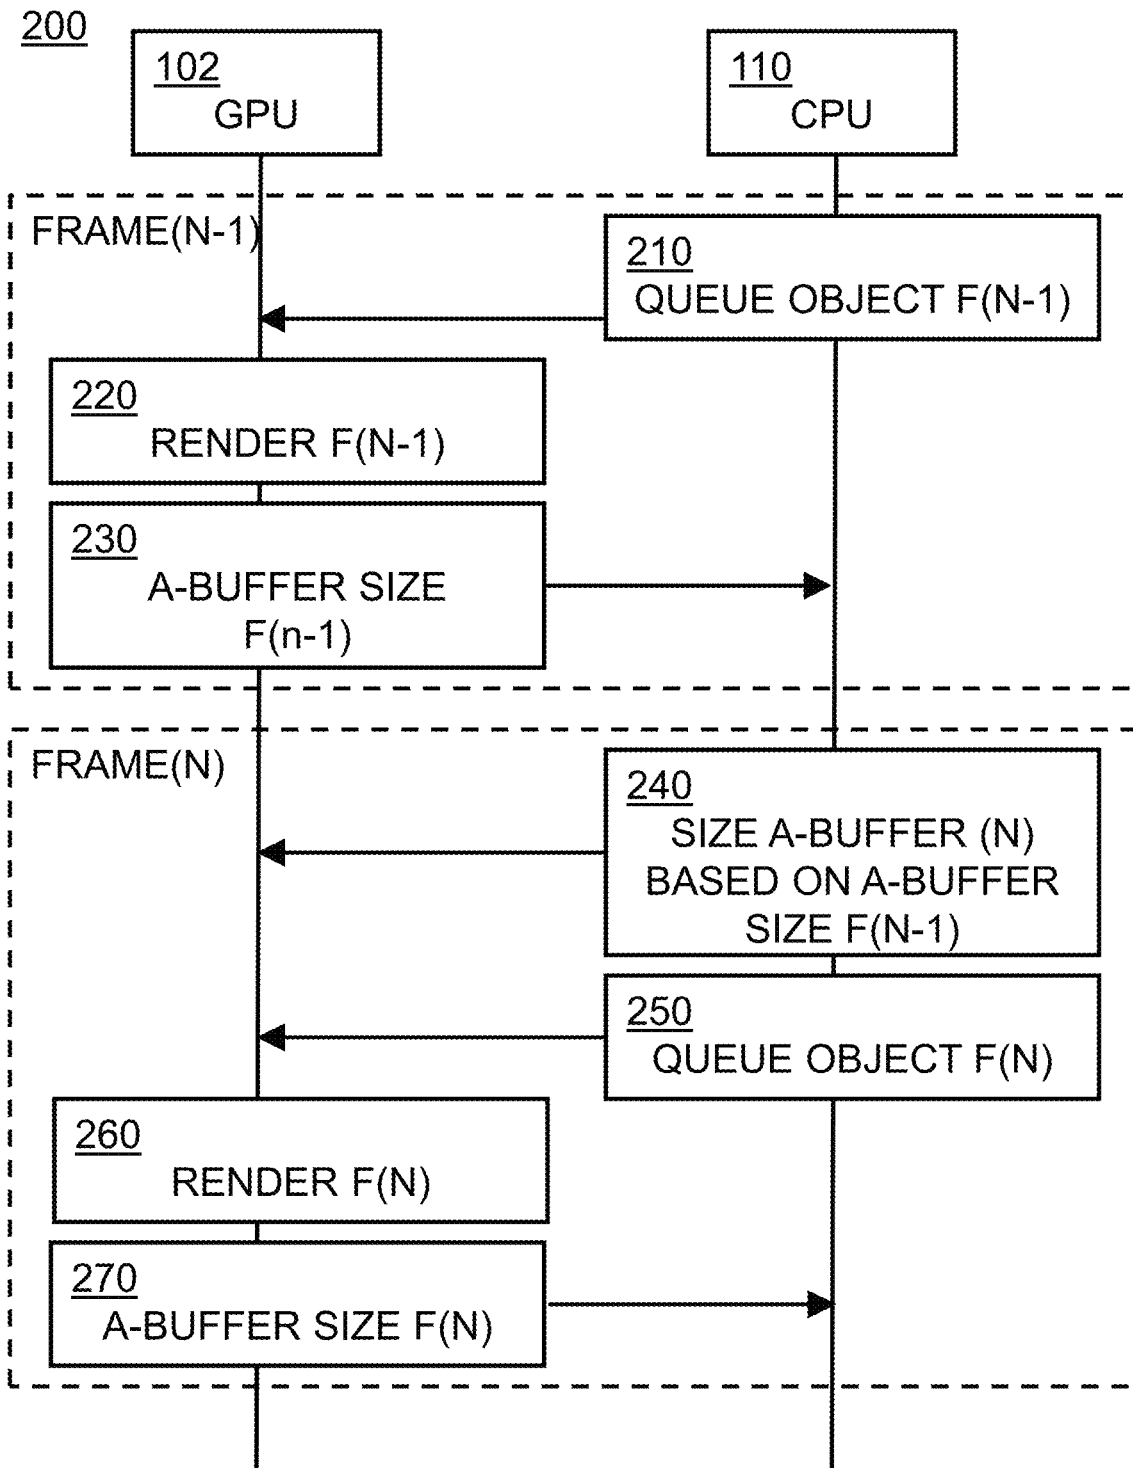 200
102
GPU
110
CPU
FRAME(N-1)
210
QUEUE OBJECT F(N-1)
220
RENDER F(N-1)
230
A-BUFFER SIZE
F(n-1)
FRAME(N)
240
SIZE A-BUFFER (N)
BASED ON A-BUFFER
SIZE F(N-1)
250
QUEUE OBJECT F(N)
260
RENDER F(N)
270
A-BUFFER SIZE F(N)